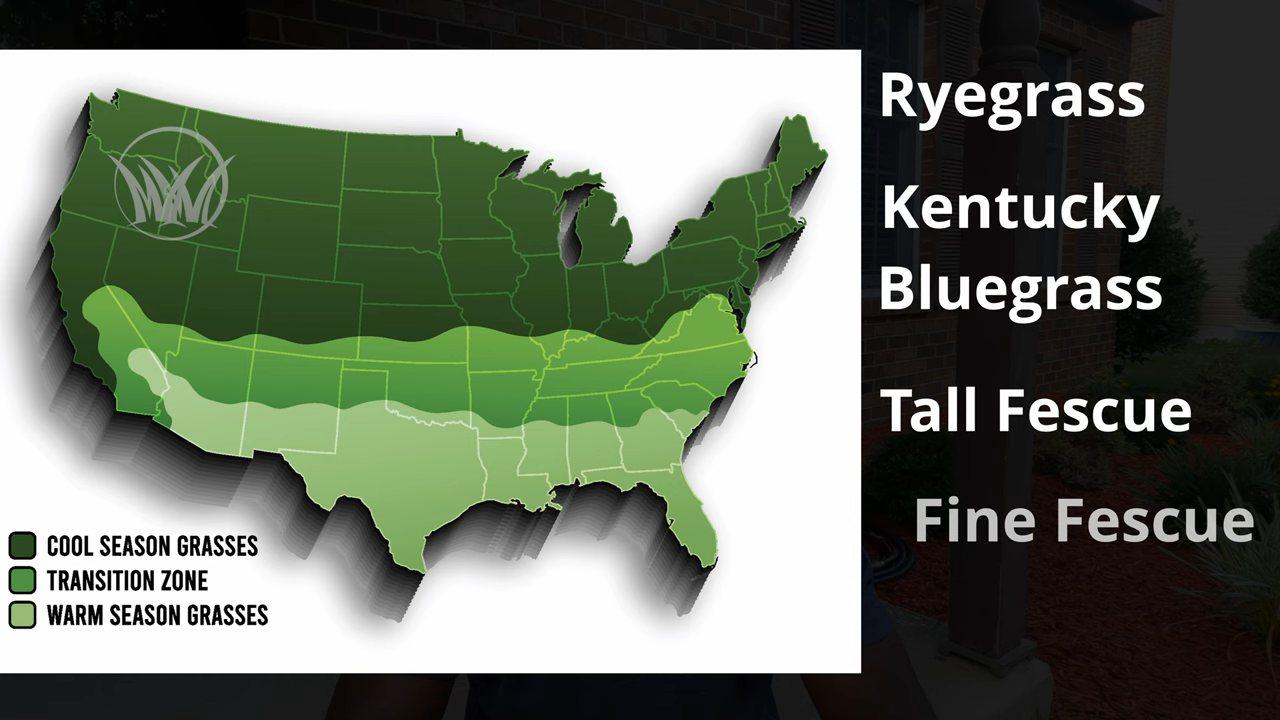 Ryegrass
Kentucky
Bluegrass
Tall Fescue
Fine Fescue
COOL SEASON GRASSES
TRANSITION ZONE
WARM SEASON GRASSES